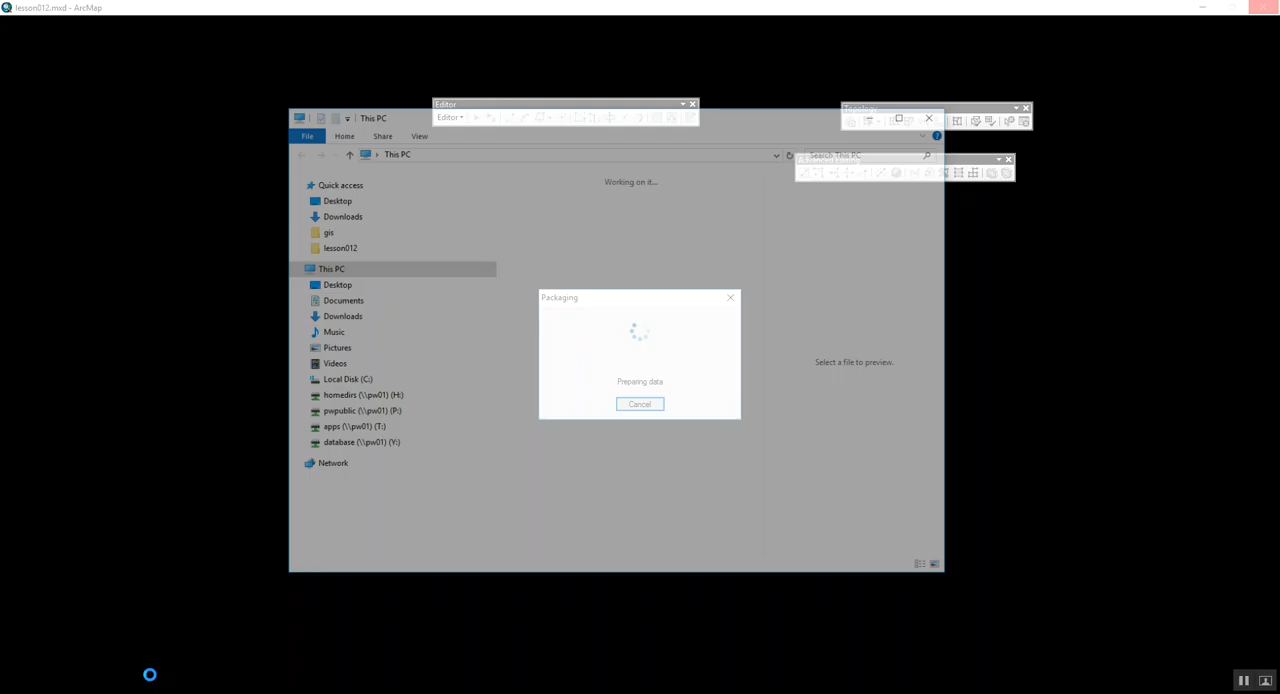 lesson012.mxd - ArcMap
Editor
Topology
This PC
Editor
File Home Share View
This PC
Search This PC
Working on it...
Quick access
Desktop
Downloads
gis
lesson012
This PC
Desktop
Documents
Downloads
Music
Pictures
Videos
Local Disk (C:)
homedirs (\\pw01) (H:)
pwpublic (\\pw01) (P:)
apps (\\pw01) (T:)
database (\\pw01) (Y:)
Network
Packaging
Preparing data
Cancel
Select a file to preview.